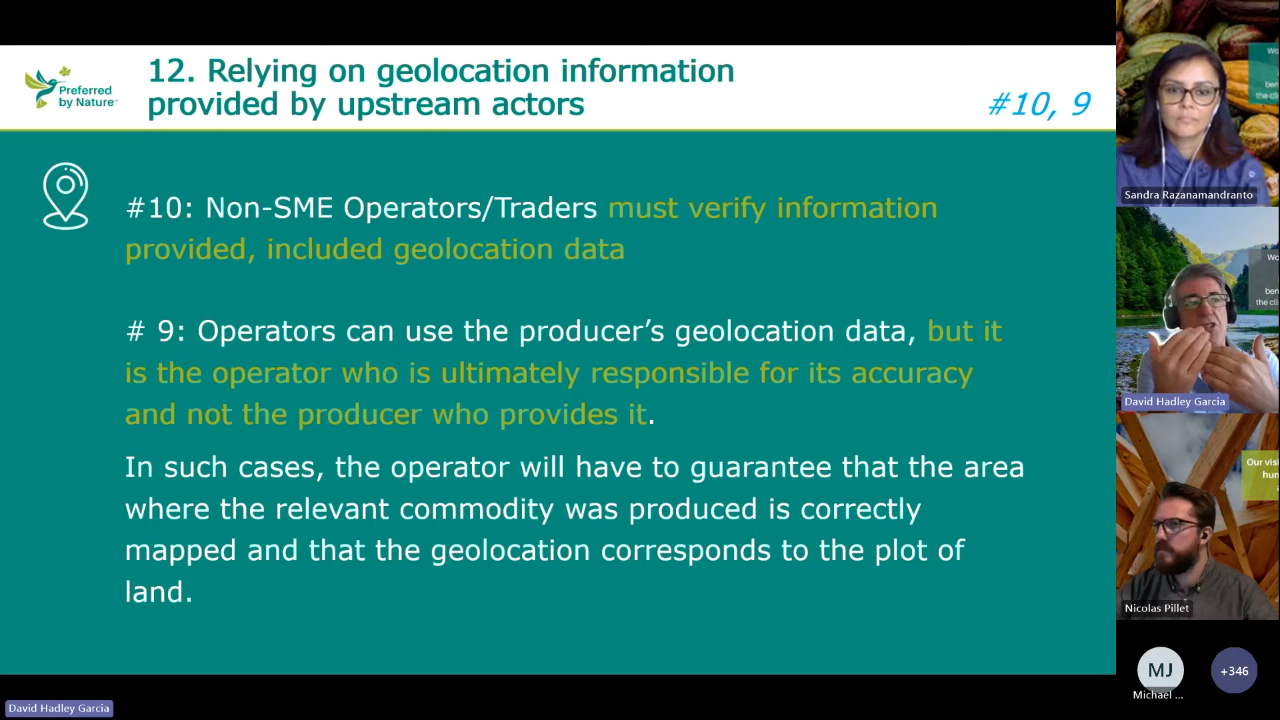 Preferred
by Nature™
12. Relying on geolocation information
provided by upstream actors
#10, 9
#10: Non-SME Operators/Traders must verify information
provided, included geolocation data
# 9: Operators can use the producer’s geolocation data, but it
is the operator who is ultimately responsible for its accuracy
and not the producer who provides it.
In such cases, the operator will have to guarantee that the area
where the relevant commodity was produced is correctly
mapped and that the geolocation corresponds to the plot of
land.
David Hadley Garcia
Sandra Razanamandranto
David Hadley Garcia
Our visi
hun
Nicolas Pillet
MJ
Michael ...
+346